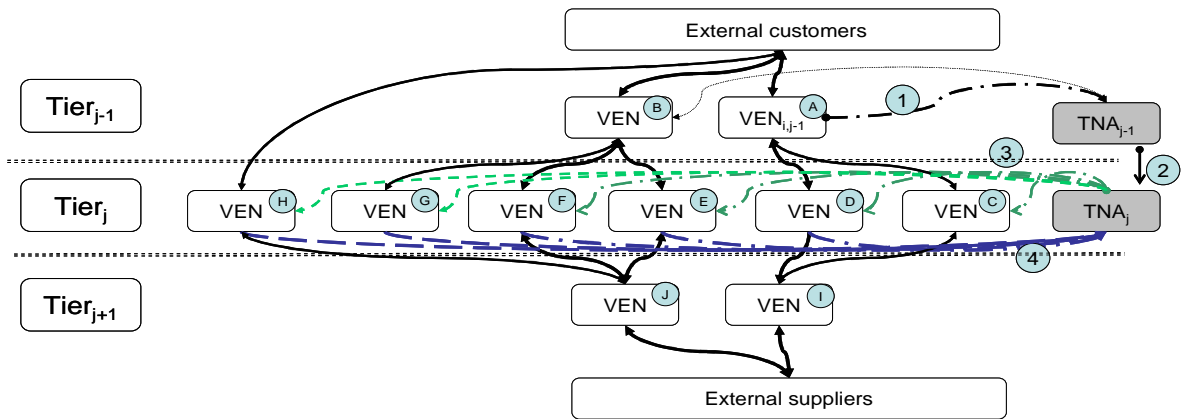 External customers
Tierj-1
VEN B
VENi,j-1 A
1
TNAj-1
3
2
Tierj
VEN H
VEN G
VEN F
VEN E
VEN D
VEN C
TNAj
4
Tierj+1
VEN J
VEN I
External suppliers